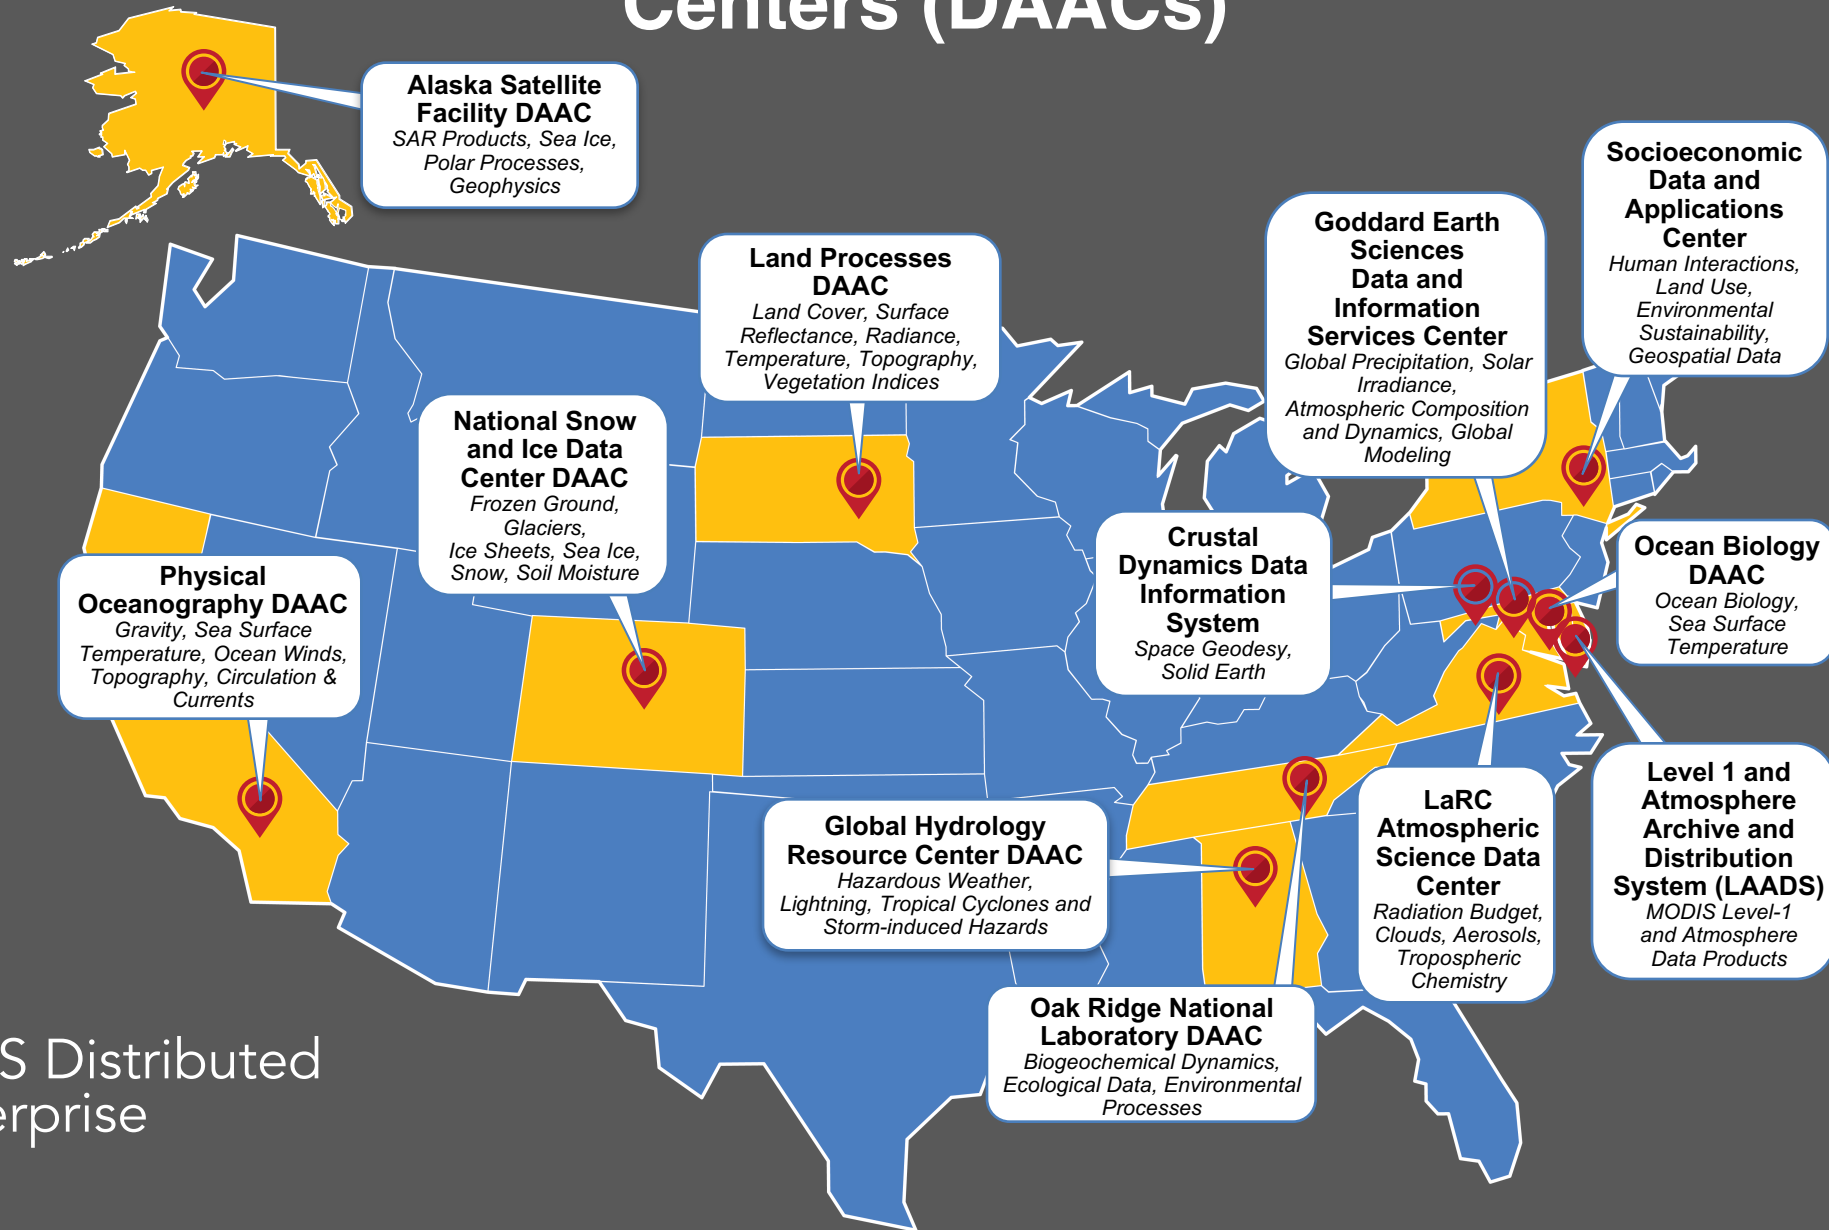 Centers (DAACs)
Alaska Satellite
Facility DAAC
SAR Products, Sea Ice,
Polar Processes,
Geophysics
Socioeconomic
Data and
Applications
Center
Human Interactions,
Land Use,
Environmental
Sustainability,
Geospatial Data
Goddard Earth
Sciences
Data and
Information
Services Center
Global Precipitation, Solar
Irradiance,
Atmospheric Composition
and Dynamics, Global
Modeling
Land Processes
DAAC
Land Cover, Surface
Reflectance, Radiance,
Temperature, Topography,
Vegetation Indices
National Snow
and Ice Data
Center DAAC
Frozen Ground,
Glaciers,
Ice Sheets, Sea Ice,
Snow, Soil Moisture
Crustal
Dynamics Data
Information
System
Space Geodesy,
Solid Earth
Ocean Biology
DAAC
Ocean Biology,
Sea Surface
Temperature
Physical
Oceanography DAAC
Gravity, Sea Surface
Temperature, Ocean Winds,
Topography, Circulation &
Currents
Global Hydrology
Resource Center DAAC
Hazardous Weather,
Lightning, Tropical Cyclones and
Storm-induced Hazards
LaRC
Atmospheric
Science Data
Center
Radiation Budget,
Clouds, Aerosols,
Tropospheric
Chemistry
Level 1 and
Atmosphere
Archive and
Distribution
System (LAADS)
MODIS Level-1
and Atmosphere
Data Products
Oak Ridge National
Laboratory DAAC
Biogeochemical Dynamics,
Ecological Data, Environmental
Processes
S Distributed
erprise